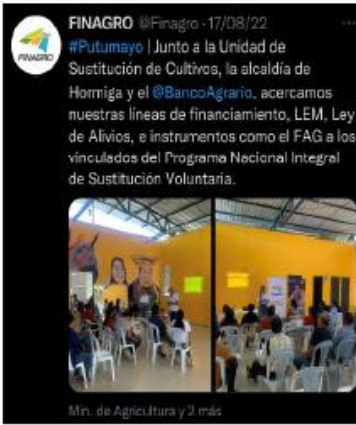 FINAGRO @Finagro · 17/08/22
FINAGRO
#Putumayo | Junto a la Unidad de
Sustitución de Cultivos, la alcaldía de
Hormiga y el @BancoAgrario, acercamos
nuestras líneas de financiamiento, LEM, Ley
de Alivios, e instrumentos como el FAG a los
vinculados del Programa Nacional Integral
de Sustitución Voluntaria.
Min. de Agricultura y 2 más